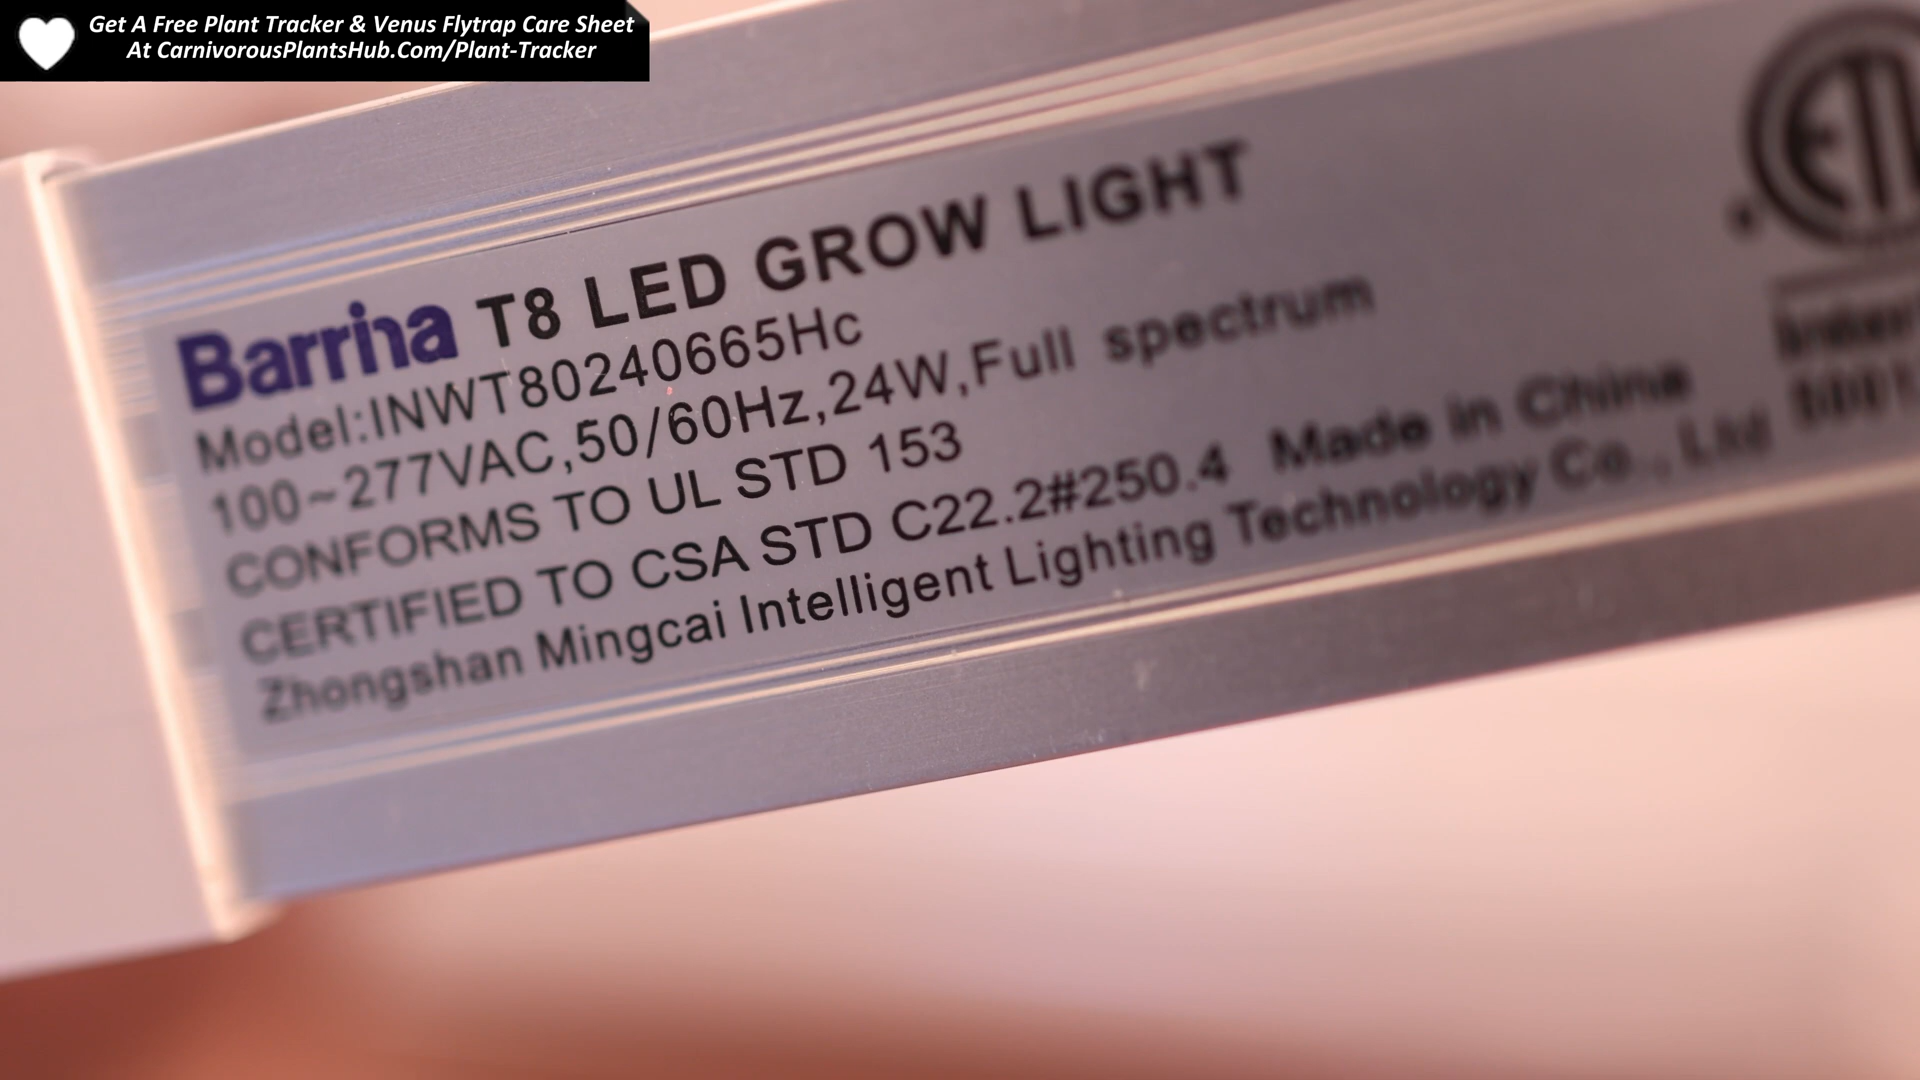 Get A Free Plant Tracker & Venus Flytrap Care Sheet
At CarnivorousPlantsHub.Com/Plant-Tracker
Barrina T8 LED GROW LIGHT
Model:INWT80240665Hc
100~277VAC,50/60Hz,24W,Full spectrum
CONFORMS TO UL STD 153
CERTIFIED TO CSA STD C22.2#250.4 Made in China
Zhongshan Mingcai Intelligent Lighting Technology Co., Ltd
ETL